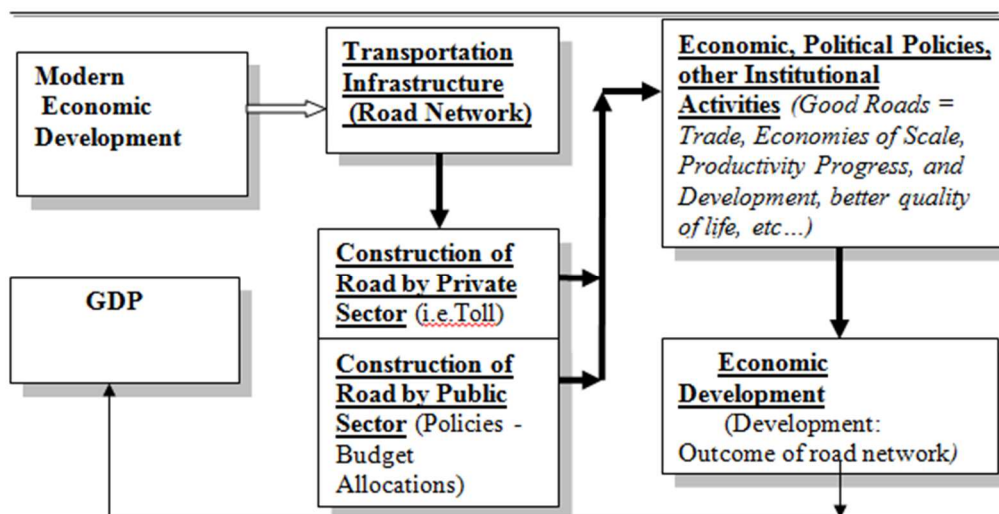 Modern
Economic
Development
Transportation
Infrastructure
(Road Network)
Economic, Political Policies,
other Institutional
Activities (Good Roads =
Trade, Economies of Scale,
Productivity Progress, and
Development, better quality
of life, etc…)
Construction of
Road by Private
Sector (i.e.Toll)
GDP
Construction of
Road by Public
Sector (Policies -
Budget
Allocations)
Economic
Development
(Development:
Outcome of road network)